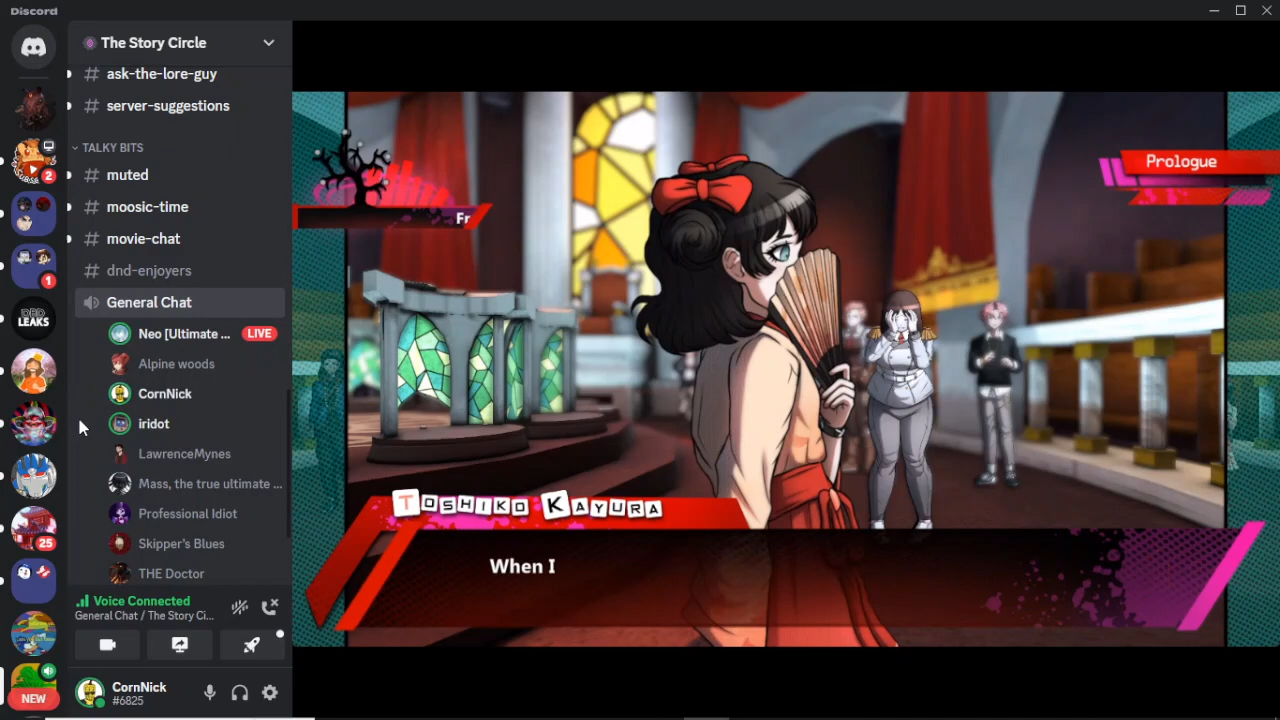 Discord
The Story Circle
# ask-the-lore-guy
# server-suggestions
TALKY BITS
# muted
# moosic-time
# movie-chat
# dnd-enjoyers
General Chat
Neo [Ultimate ... LIVE
Alpine woods
CornNick
iridot
LawrenceMynes
Mass, the true ultimate ...
Professional Idiot
Skipper's Blues
THE Doctor
Voice Connected
General Chat / The Story Ci...
CornNick
#6825
2
1
DBD
LEAKS
25
NEW
Fr
Prologue
TOSHIKO KAYURA
When I